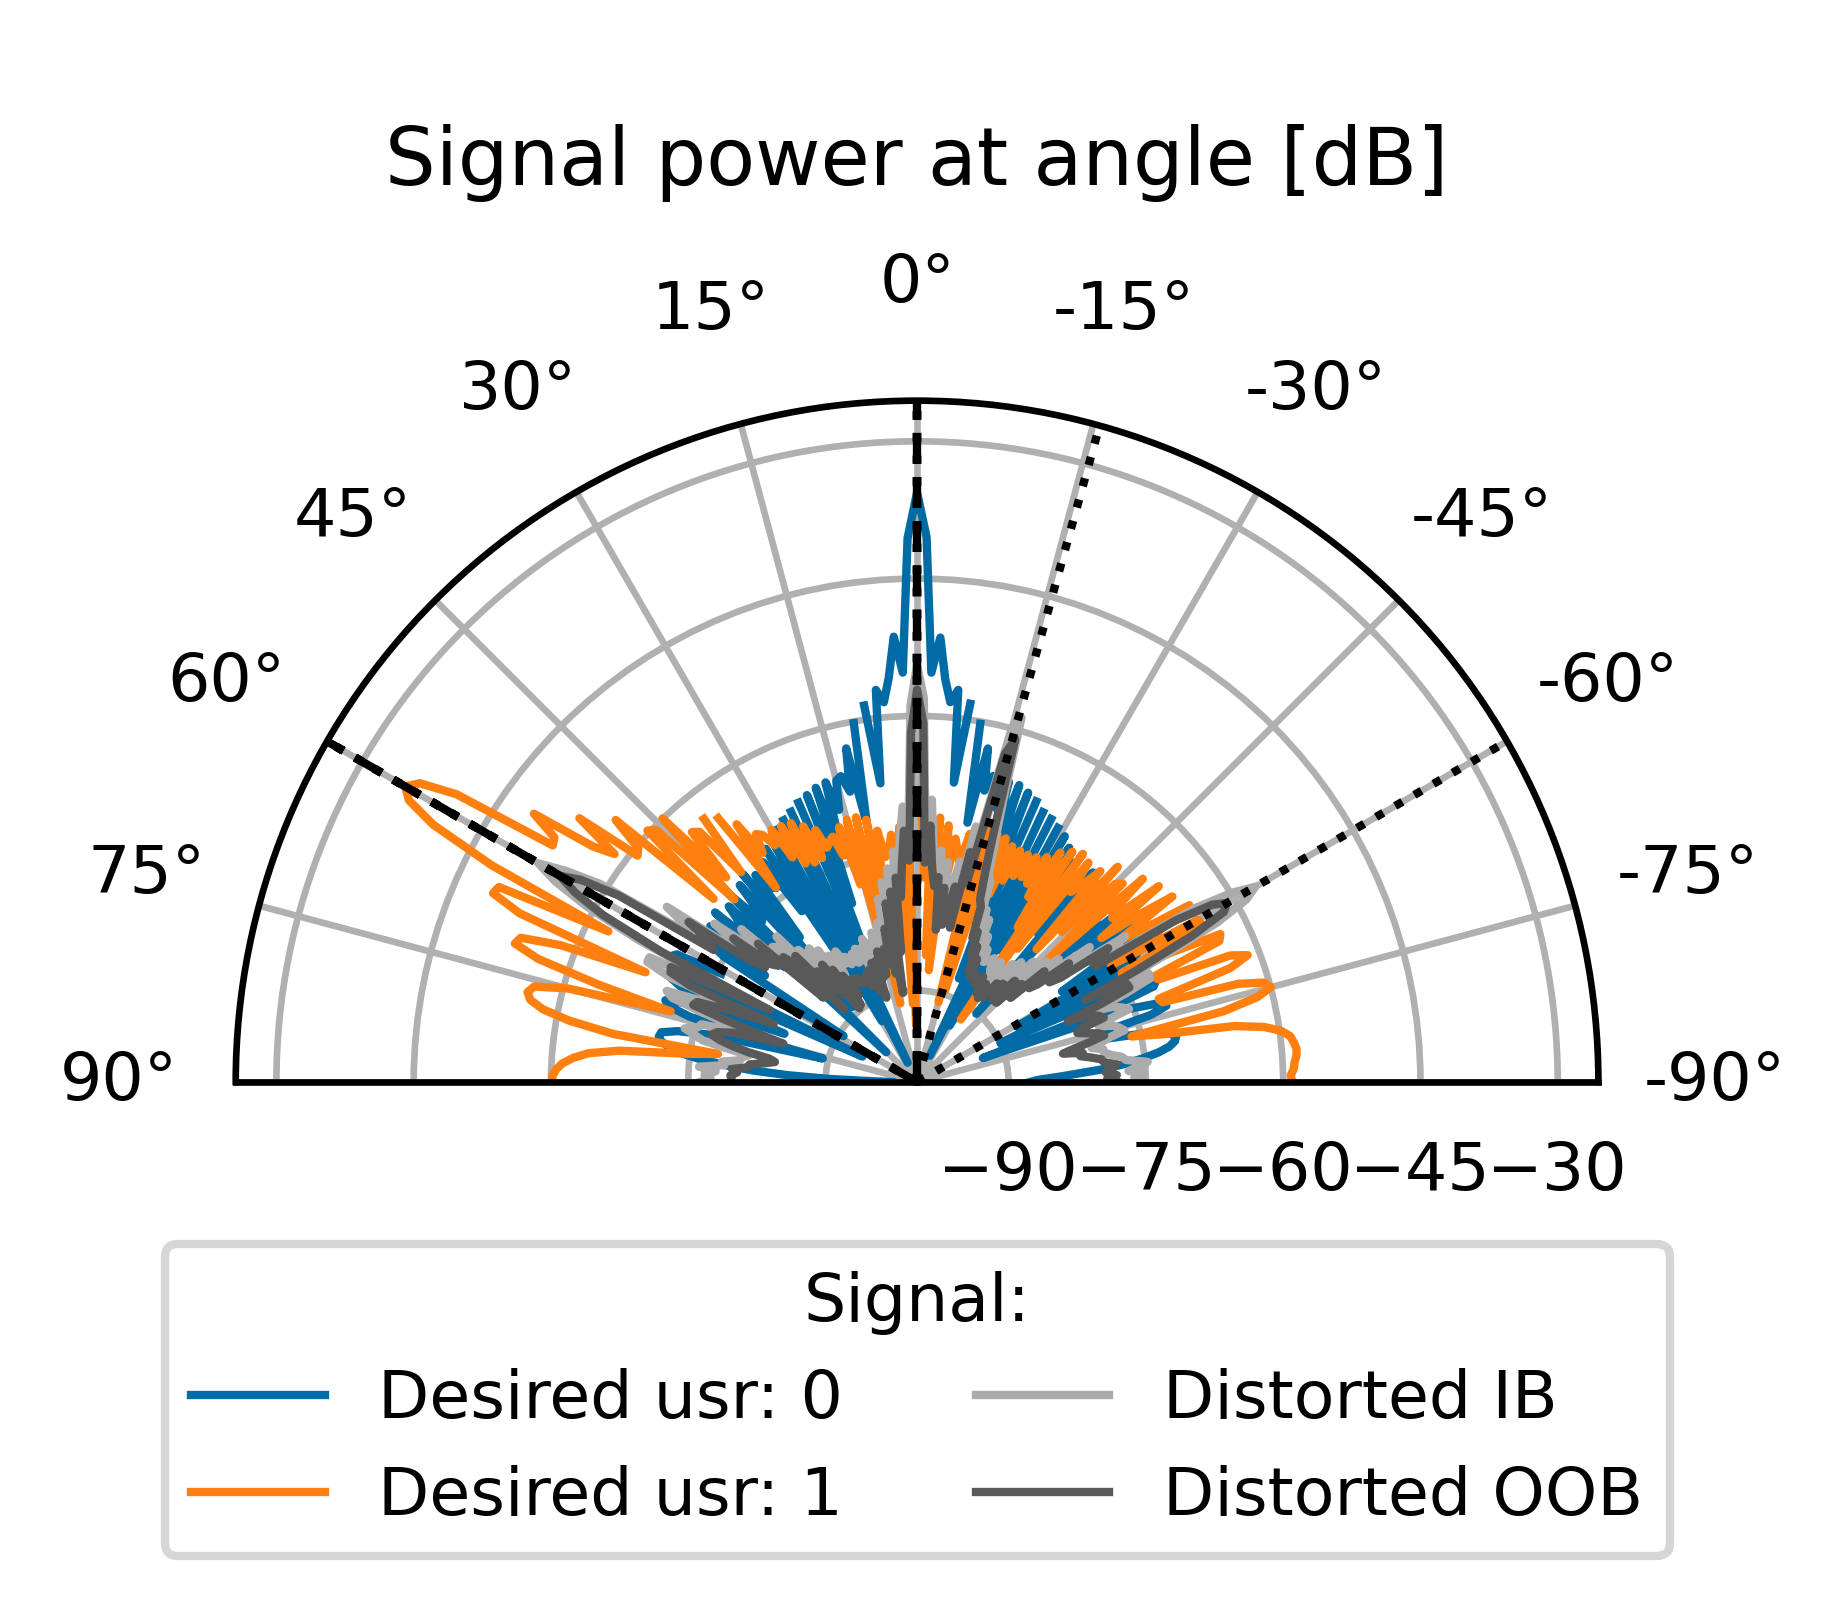 Signal power at angle [dB]
0°
15°
-15°
30°
-30°
45°
-45°
60°
-60°
75°
-75°
90°
-90°
−90−75−60−45−30
Signal:
Desired usr: 0
Distorted IB
Desired usr: 1
Distorted OOB